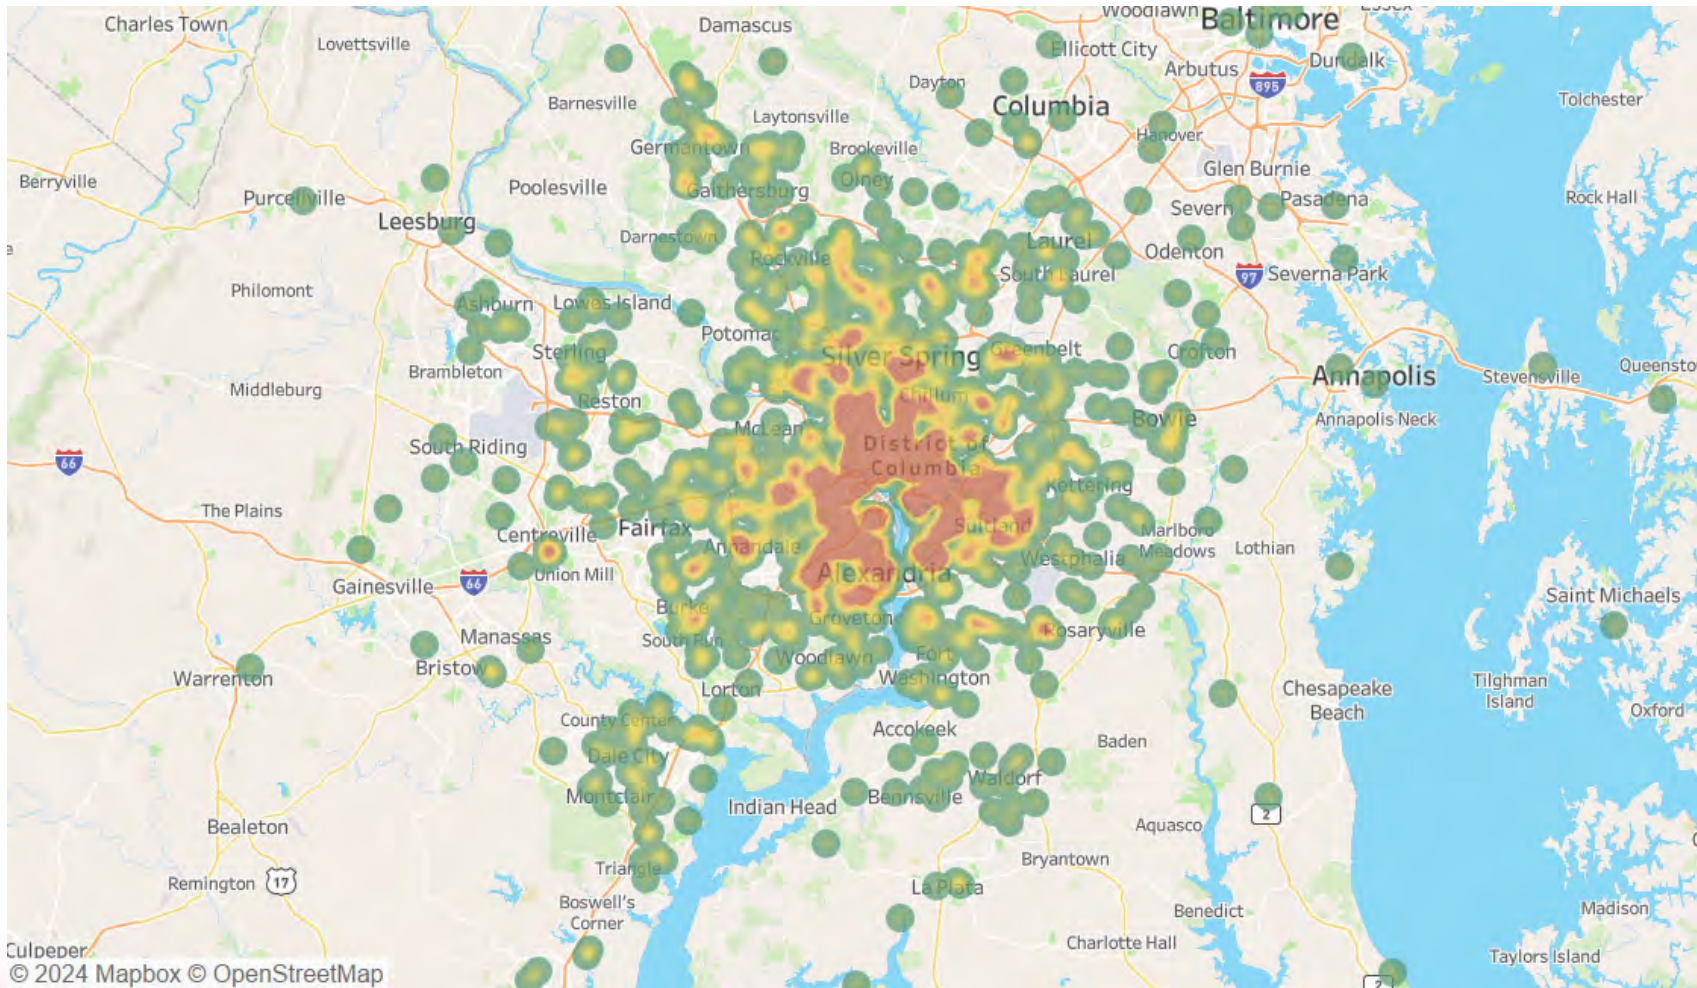 Charles Town
Lovettsville
Damascus
Woodlawn
Baltimore
Essex
Ellicott City
Arbutus
Dundalk
895
Dayton
Columbia
Tolchester
Barnesville
Laytonsville
Hanover
Germantown
Brookeville
Glen Burnie
Berryville
Purcellville
Poolesville
Gaithersburg
Olney
Severn
Pasadena
Rock Hall
Leesburg
Darnestown
Rockville
Laurel
Odenton
South Laurel
97
Severna Park
Philomont
Ashburn
Lowes Island
Potomac
Sterling
Silver Spring
Greenbelt
Crofton
Brambleton
Annapolis
Stevensville
Queensto
Middleburg
Reston
Chillum
McLean
Bowie
Annapolis Neck
South Riding
District of
Columbia
66
Kettering
The Plains
Centreville
Fairfax
Suitland
Marlboro
Meadows
Lothian
Annandale
Westphalia
Gainesville
66
Union Mill
Alexandria
Saint Michaels
Burke
Groveton
Rosaryville
Manassas
South Run
Bristow
Woodlawn
Fort
Washington
Warrenton
Lorton
Chesapeake
Beach
Tilghman
Island
Oxford
County Center
Accokeek
Baden
Dale City
Waldorf
Montclair
Indian Head
Bennsville
2
Bealeton
Aquasco
Triangle
Bryantown
Remington
17
La Plata
Boswell's
Corner
Benedict
Madison
Culpeper
Charlotte Hall
Taylors Island
© 2024 Mapbox © OpenStreetMap
2